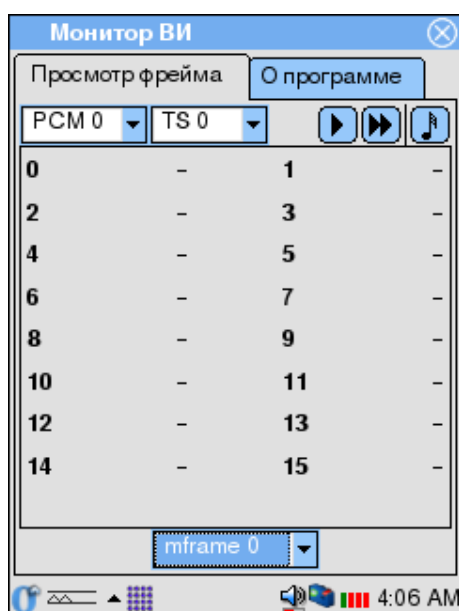 Монитор ВИ
Просмотр фрейма О программе
PCM 0 TS 0
0 – 1 –
2 – 3 –
4 – 5 –
6 – 7 –
8 – 9 –
10 – 11 –
12 – 13 –
14 – 15 –
mframe 0
4:06 AM